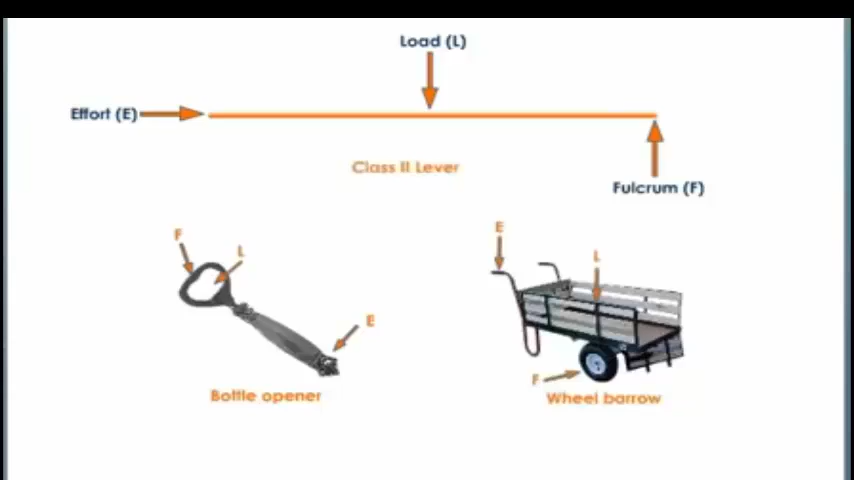 Load (L)
Effort (E)
Class II Lever
Fulcrum (F)
F
L
E
Bottle opener
E
L
F
Wheel barrow